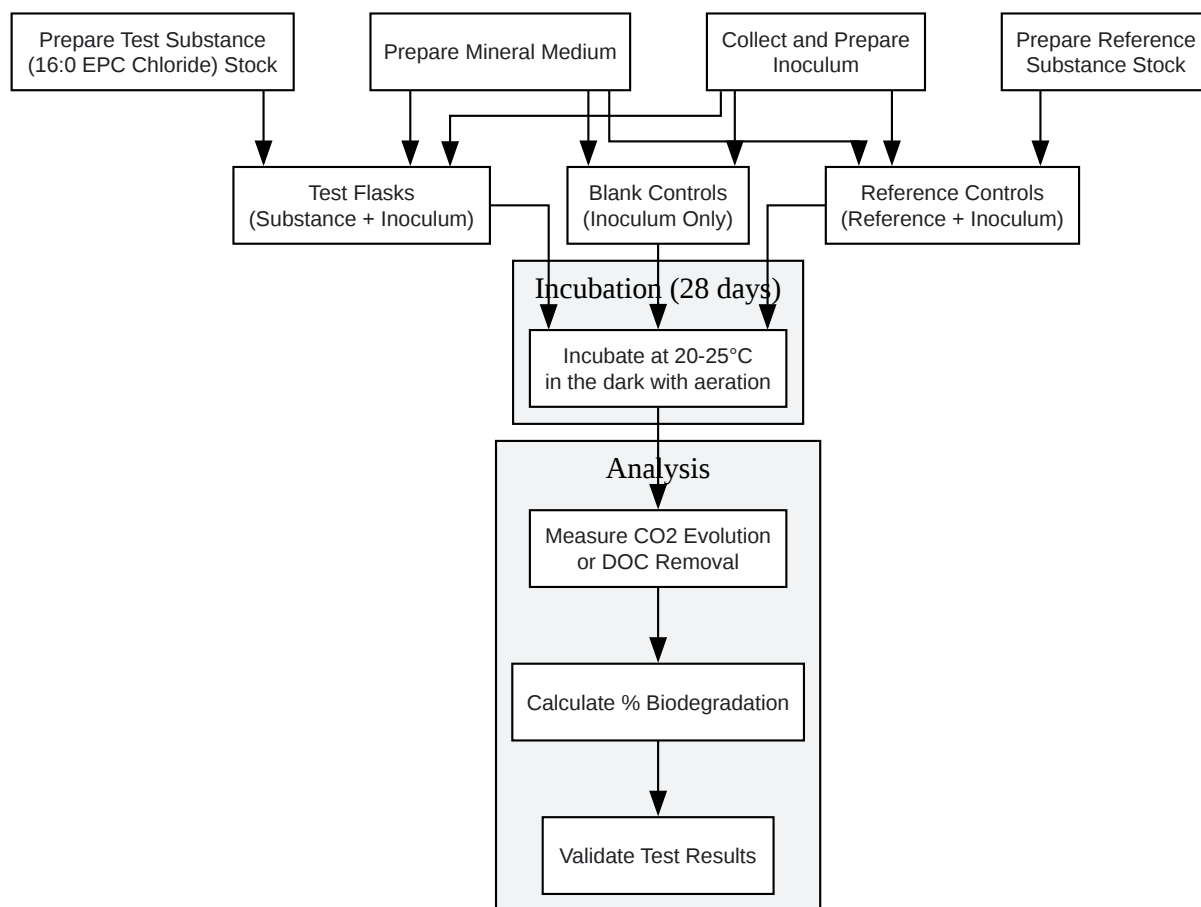 Prepare Test Substance
(16:0 EPC Chloride) Stock
Prepare Mineral Medium
Collect and Prepare
Inoculum
Prepare Reference
Substance Stock
Test Flasks
(Substance + Inoculum)
Blank Controls
(Inoculum Only)
Reference Controls
(Reference + Inoculum)
Incubation (28 days)
Incubate at 20-25°C
in the dark with aeration
Analysis
Measure CO2 Evolution
or DOC Removal
Calculate % Biodegradation
Validate Test Results